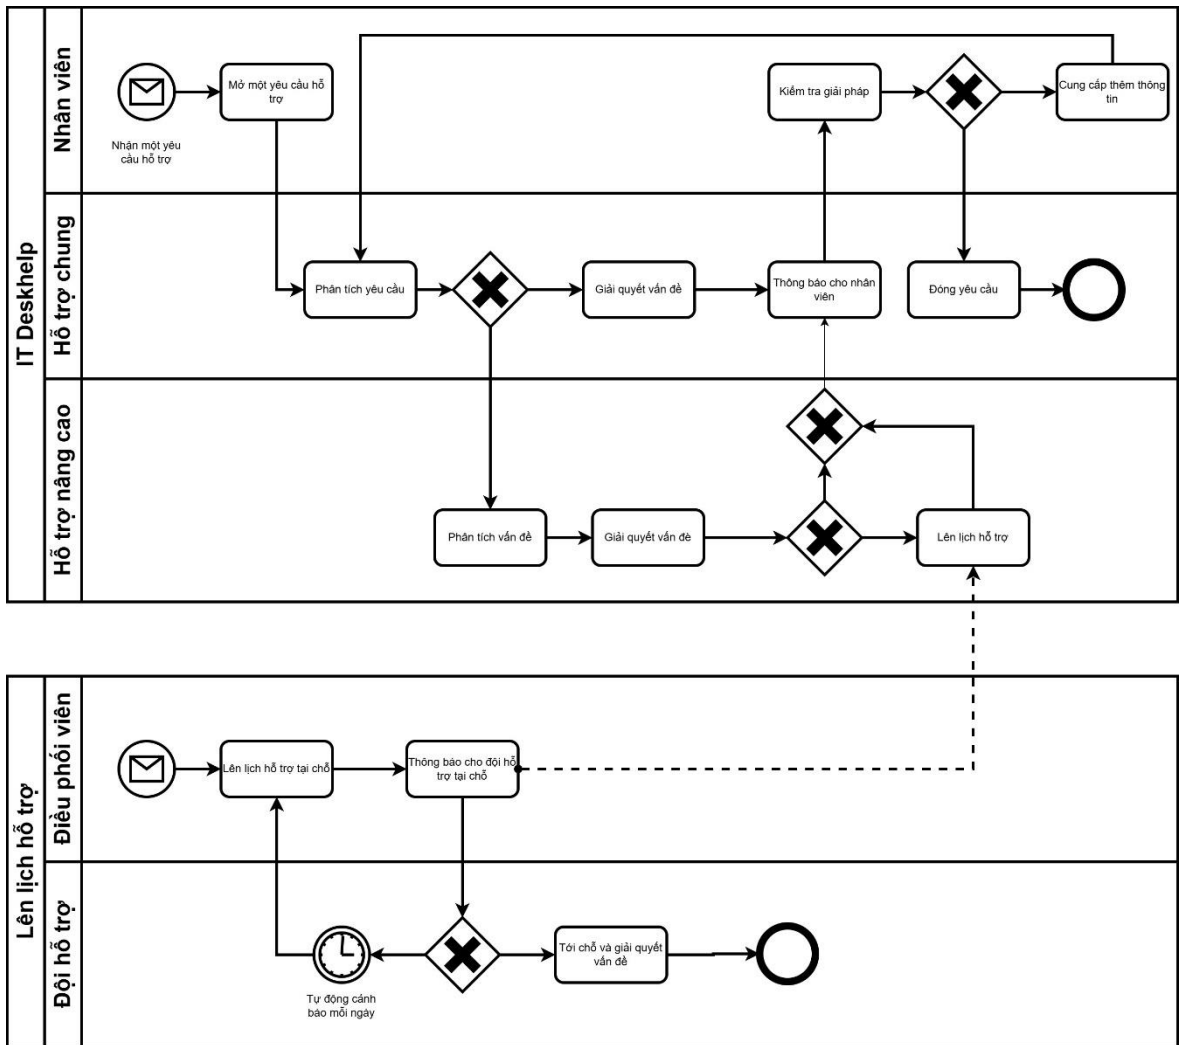 IT Deskhelp
Nhân viên
Nhận một yêu
cầu hỗ trợ
Mở một yêu cầu hỗ
trợ
Kiểm tra giải pháp
Cung cấp thêm thông
tin
Hỗ trợ chung
Phân tích yêu cầu
Giải quyết vấn đề
Thông báo cho nhân
viên
Đóng yêu cầu
Hỗ trợ nâng cao
Phân tích vấn đề
Giải quyết vấn đè
Lên lịch hỗ trợ
Lên lịch hỗ trợ
Điều phối viên
Lên lịch hỗ trợ tại chỗ
Thông báo cho đội hỗ
trợ tại chỗ
Đội hỗ trợ
Tự động cảnh
báo mỗi ngày
Tới chỗ và giải quyết
vấn đề